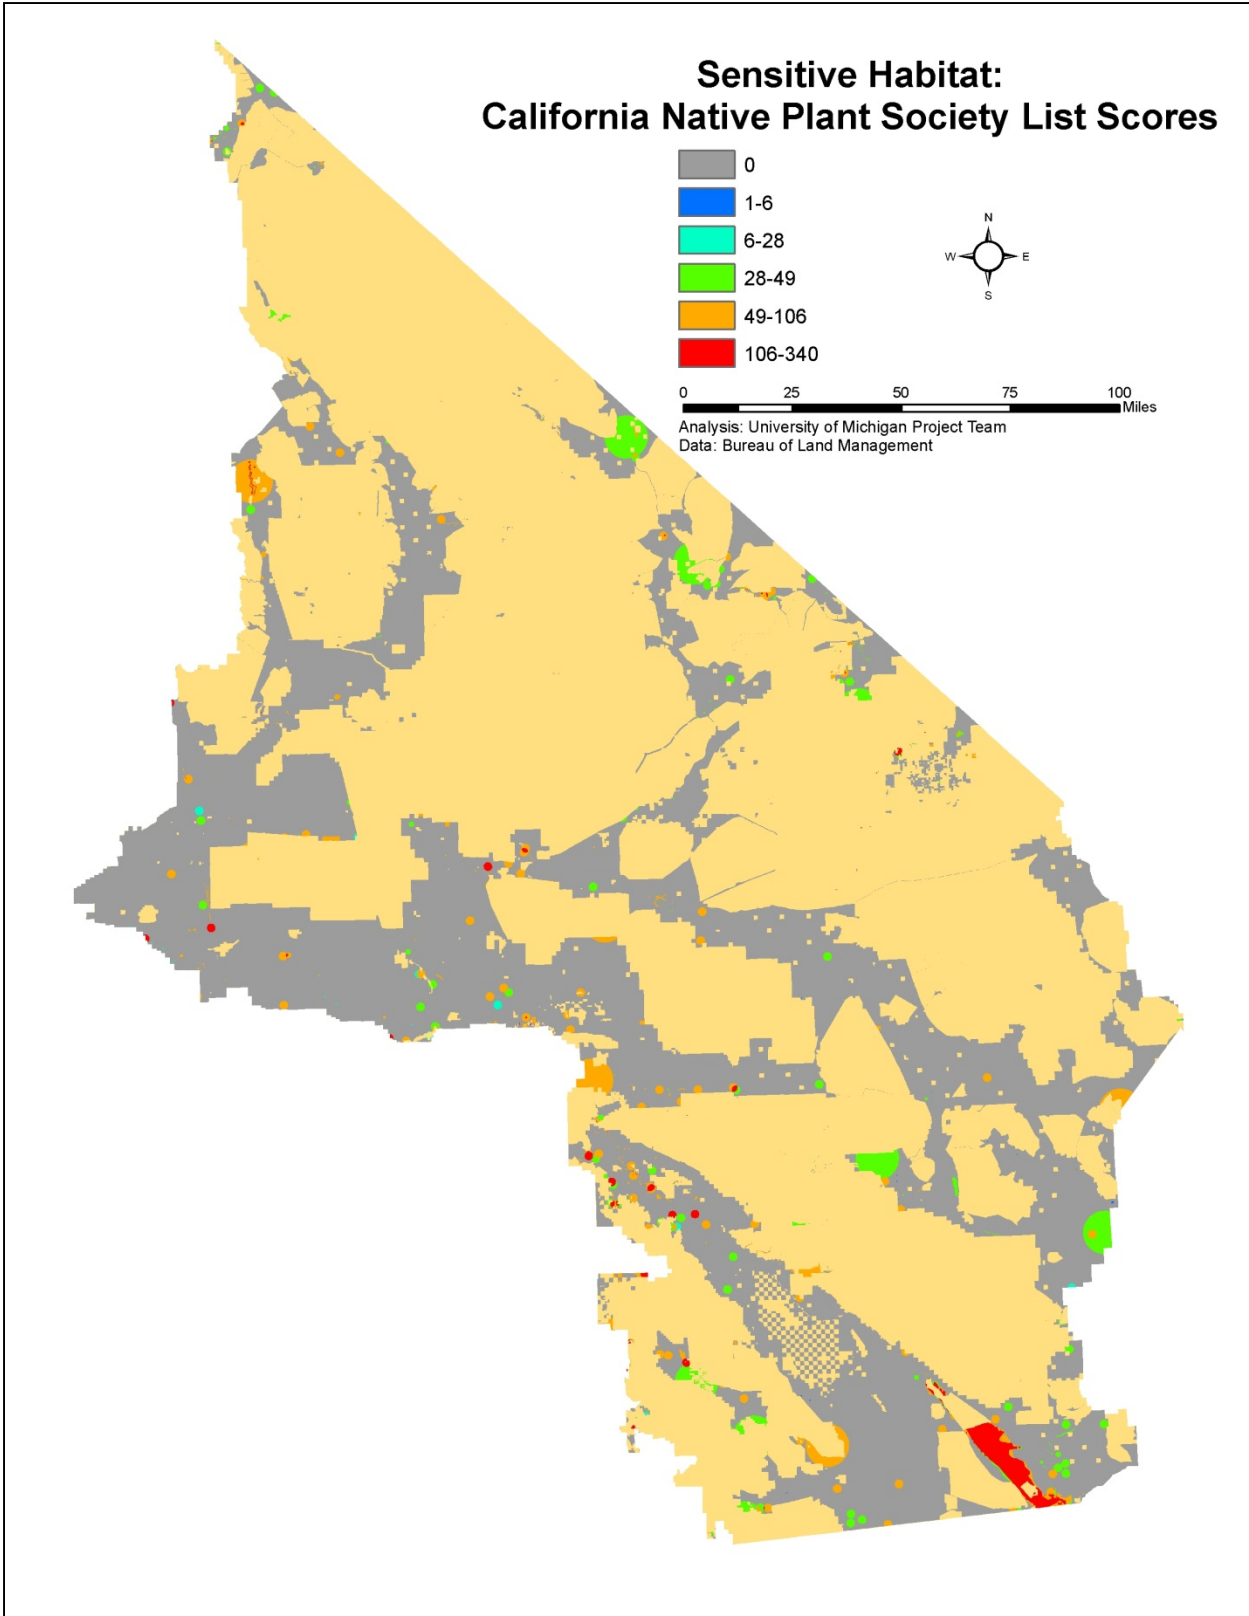 Sensitive Habitat:
California Native Plant Society List Scores
0
1-6
6-28
28-49
49-106
106-340
N
W E
S
0 25 50 75 100
Miles
Analysis: University of Michigan Project Team
Data: Bureau of Land Management